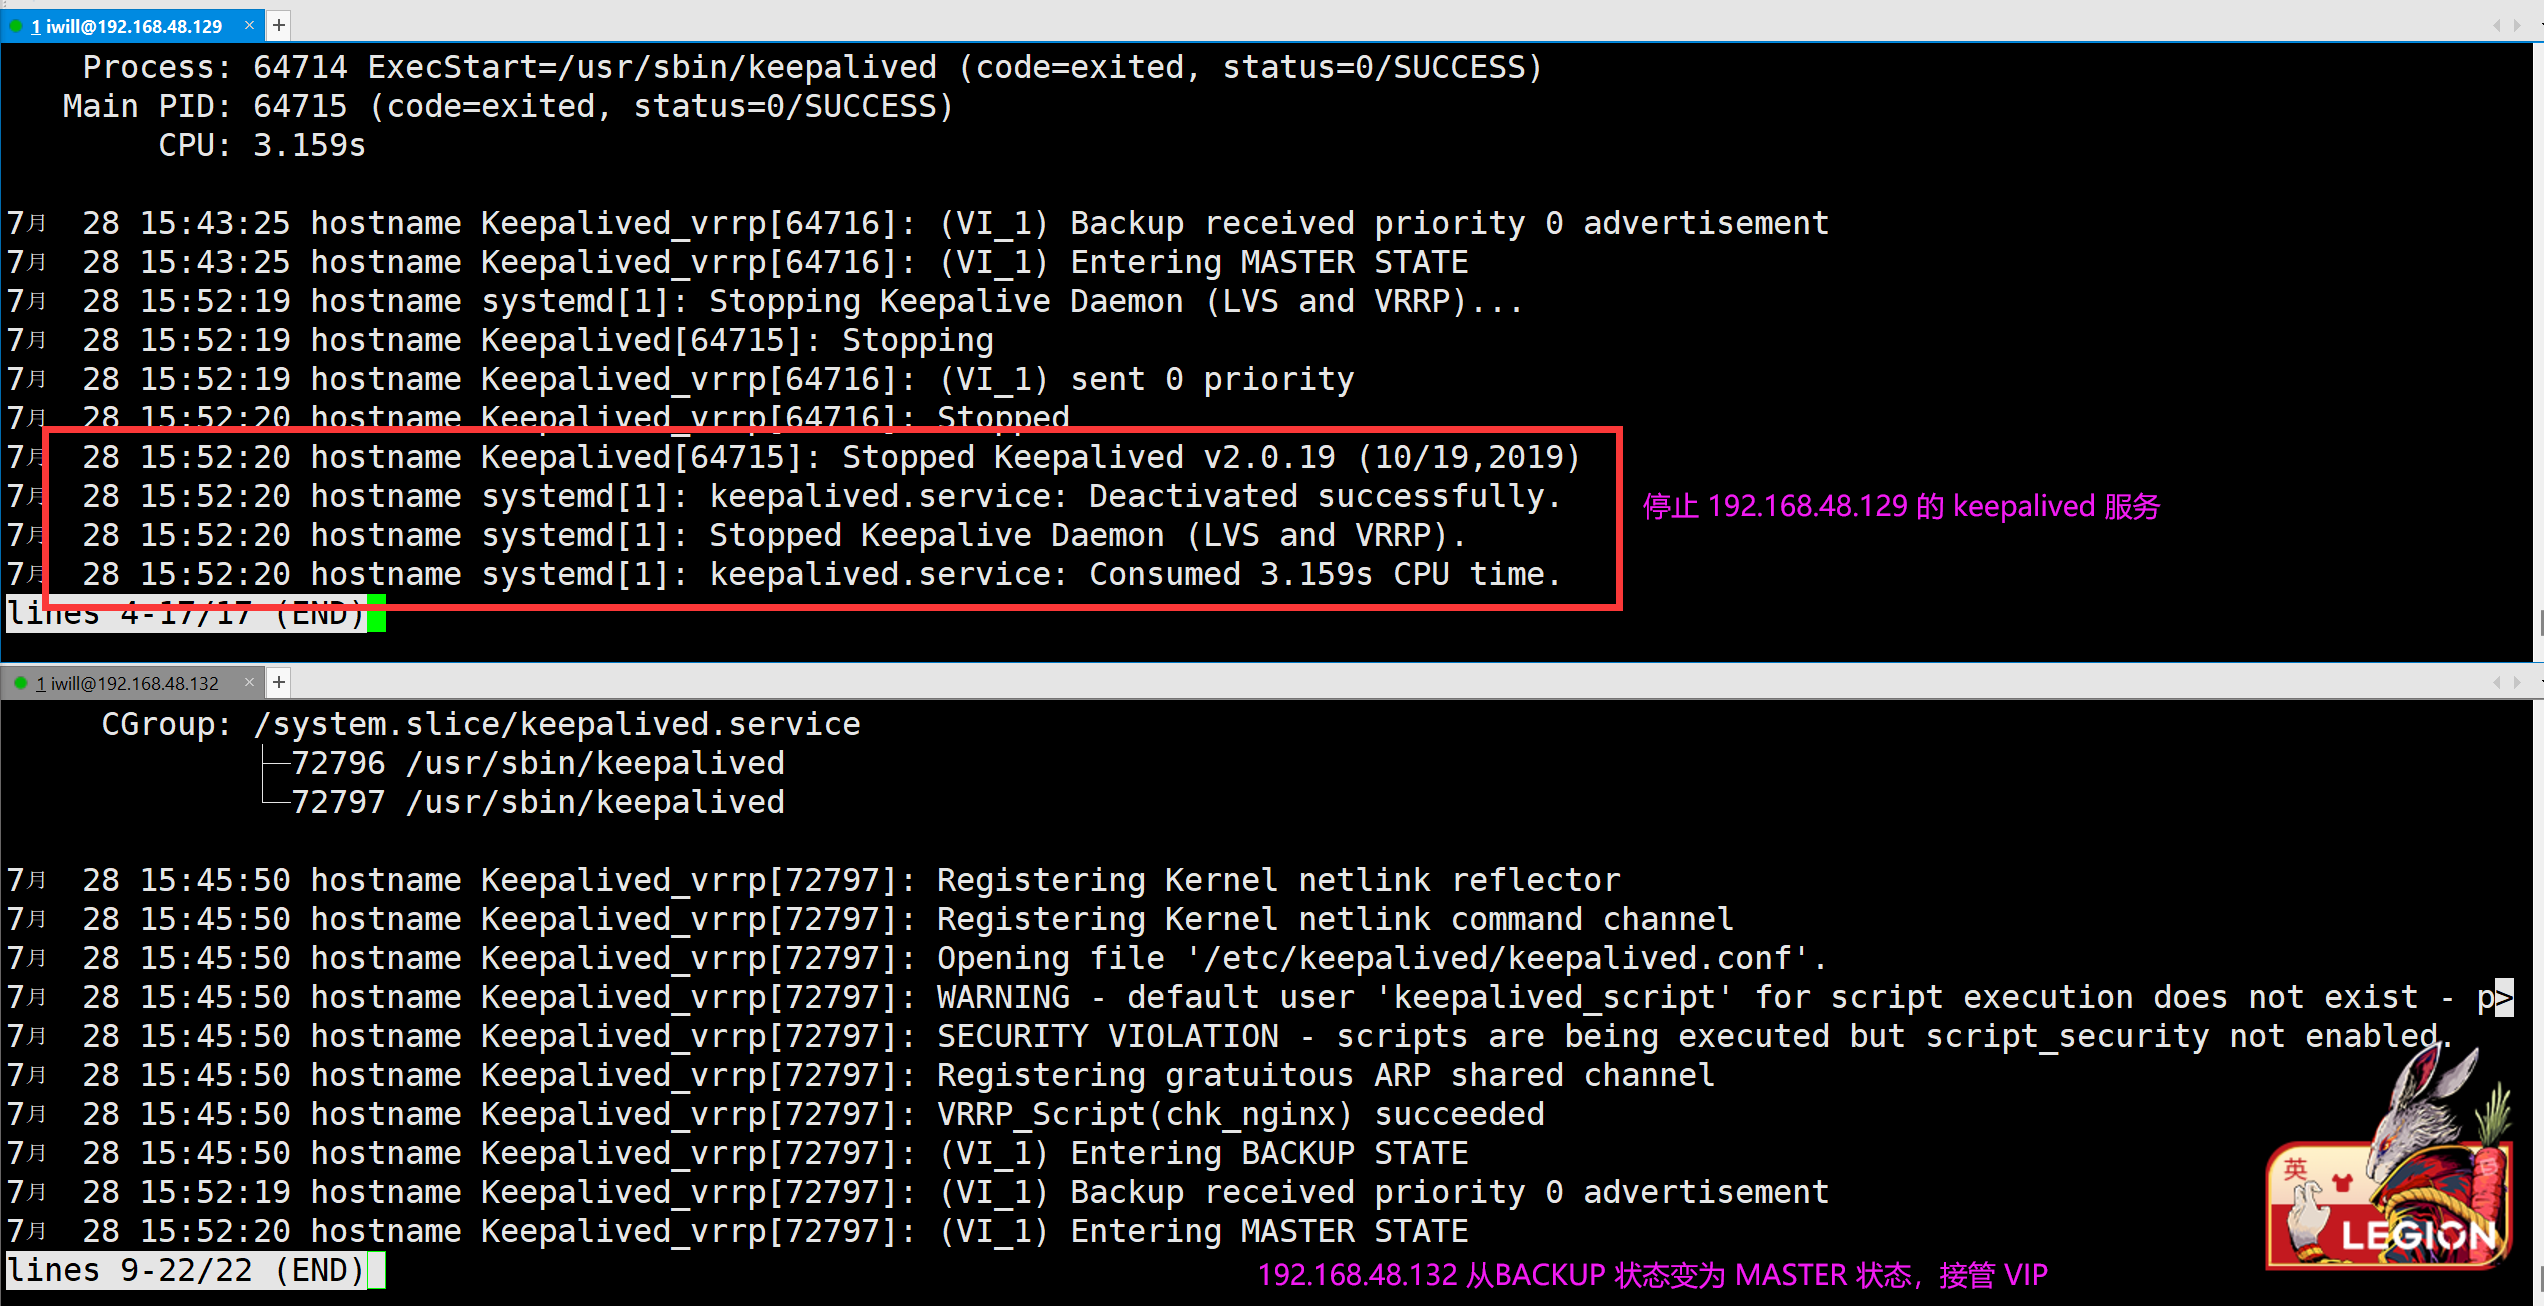 1 iwill@192.168.48.129 × +
Process: 64714 ExecStart=/usr/sbin/keepalived (code=exited, status=0/SUCCESS)
Main PID: 64715 (code=exited, status=0/SUCCESS)
CPU: 3.159s
7月 28 15:43:25 hostname Keepalived_vrrp[64716]: (VI_1) Backup received priority 0 advertisement
7月 28 15:43:25 hostname Keepalived_vrrp[64716]: (VI_1) Entering MASTER STATE
7月 28 15:52:19 hostname systemd[1]: Stopping Keepalive Daemon (LVS and VRRP)...
7月 28 15:52:19 hostname Keepalived[64715]: Stopping
7月 28 15:52:19 hostname Keepalived_vrrp[64716]: (VI_1) sent 0 priority
7月 28 15:52:20 hostname Keepalived_vrrp[64716]: Stopped
7月 28 15:52:20 hostname Keepalived[64715]: Stopped Keepalived v2.0.19 (10/19,2019)
7月 28 15:52:20 hostname systemd[1]: keepalived.service: Deactivated successfully.
停止 192.168.48.129 的 keepalived 服务
7月 28 15:52:20 hostname systemd[1]: Stopped Keepalive Daemon (LVS and VRRP).
7月 28 15:52:20 hostname systemd[1]: keepalived.service: Consumed 3.159s CPU time.
lines 4-17/17 (END)
1 iwill@192.168.48.132 × +
CGroup: /system.slice/keepalived.service
├─72796 /usr/sbin/keepalived
└─72797 /usr/sbin/keepalived
7月 28 15:45:50 hostname Keepalived_vrrp[72797]: Registering Kernel netlink reflector
7月 28 15:45:50 hostname Keepalived_vrrp[72797]: Registering Kernel netlink command channel
7月 28 15:45:50 hostname Keepalived_vrrp[72797]: Opening file '/etc/keepalived/keepalived.conf'.
7月 28 15:45:50 hostname Keepalived_vrrp[72797]: WARNING - default user 'keepalived_script' for script execution does not exist - p>
7月 28 15:45:50 hostname Keepalived_vrrp[72797]: SECURITY VIOLATION - scripts are being executed but script_security not enabled.
7月 28 15:45:50 hostname Keepalived_vrrp[72797]: Registering gratuitous ARP shared channel
7月 28 15:45:50 hostname Keepalived_vrrp[72797]: VRRP_Script(chk_nginx) succeeded
7月 28 15:45:50 hostname Keepalived_vrrp[72797]: (VI_1) Entering BACKUP STATE
7月 28 15:52:19 hostname Keepalived_vrrp[72797]: (VI_1) Backup received priority 0 advertisement
7月 28 15:52:20 hostname Keepalived_vrrp[72797]: (VI_1) Entering MASTER STATE
英
LEGION
lines 9-22/22 (END)
192.168.48.132 从BACKUP 状态变为 MASTER 状态，接管 VIP